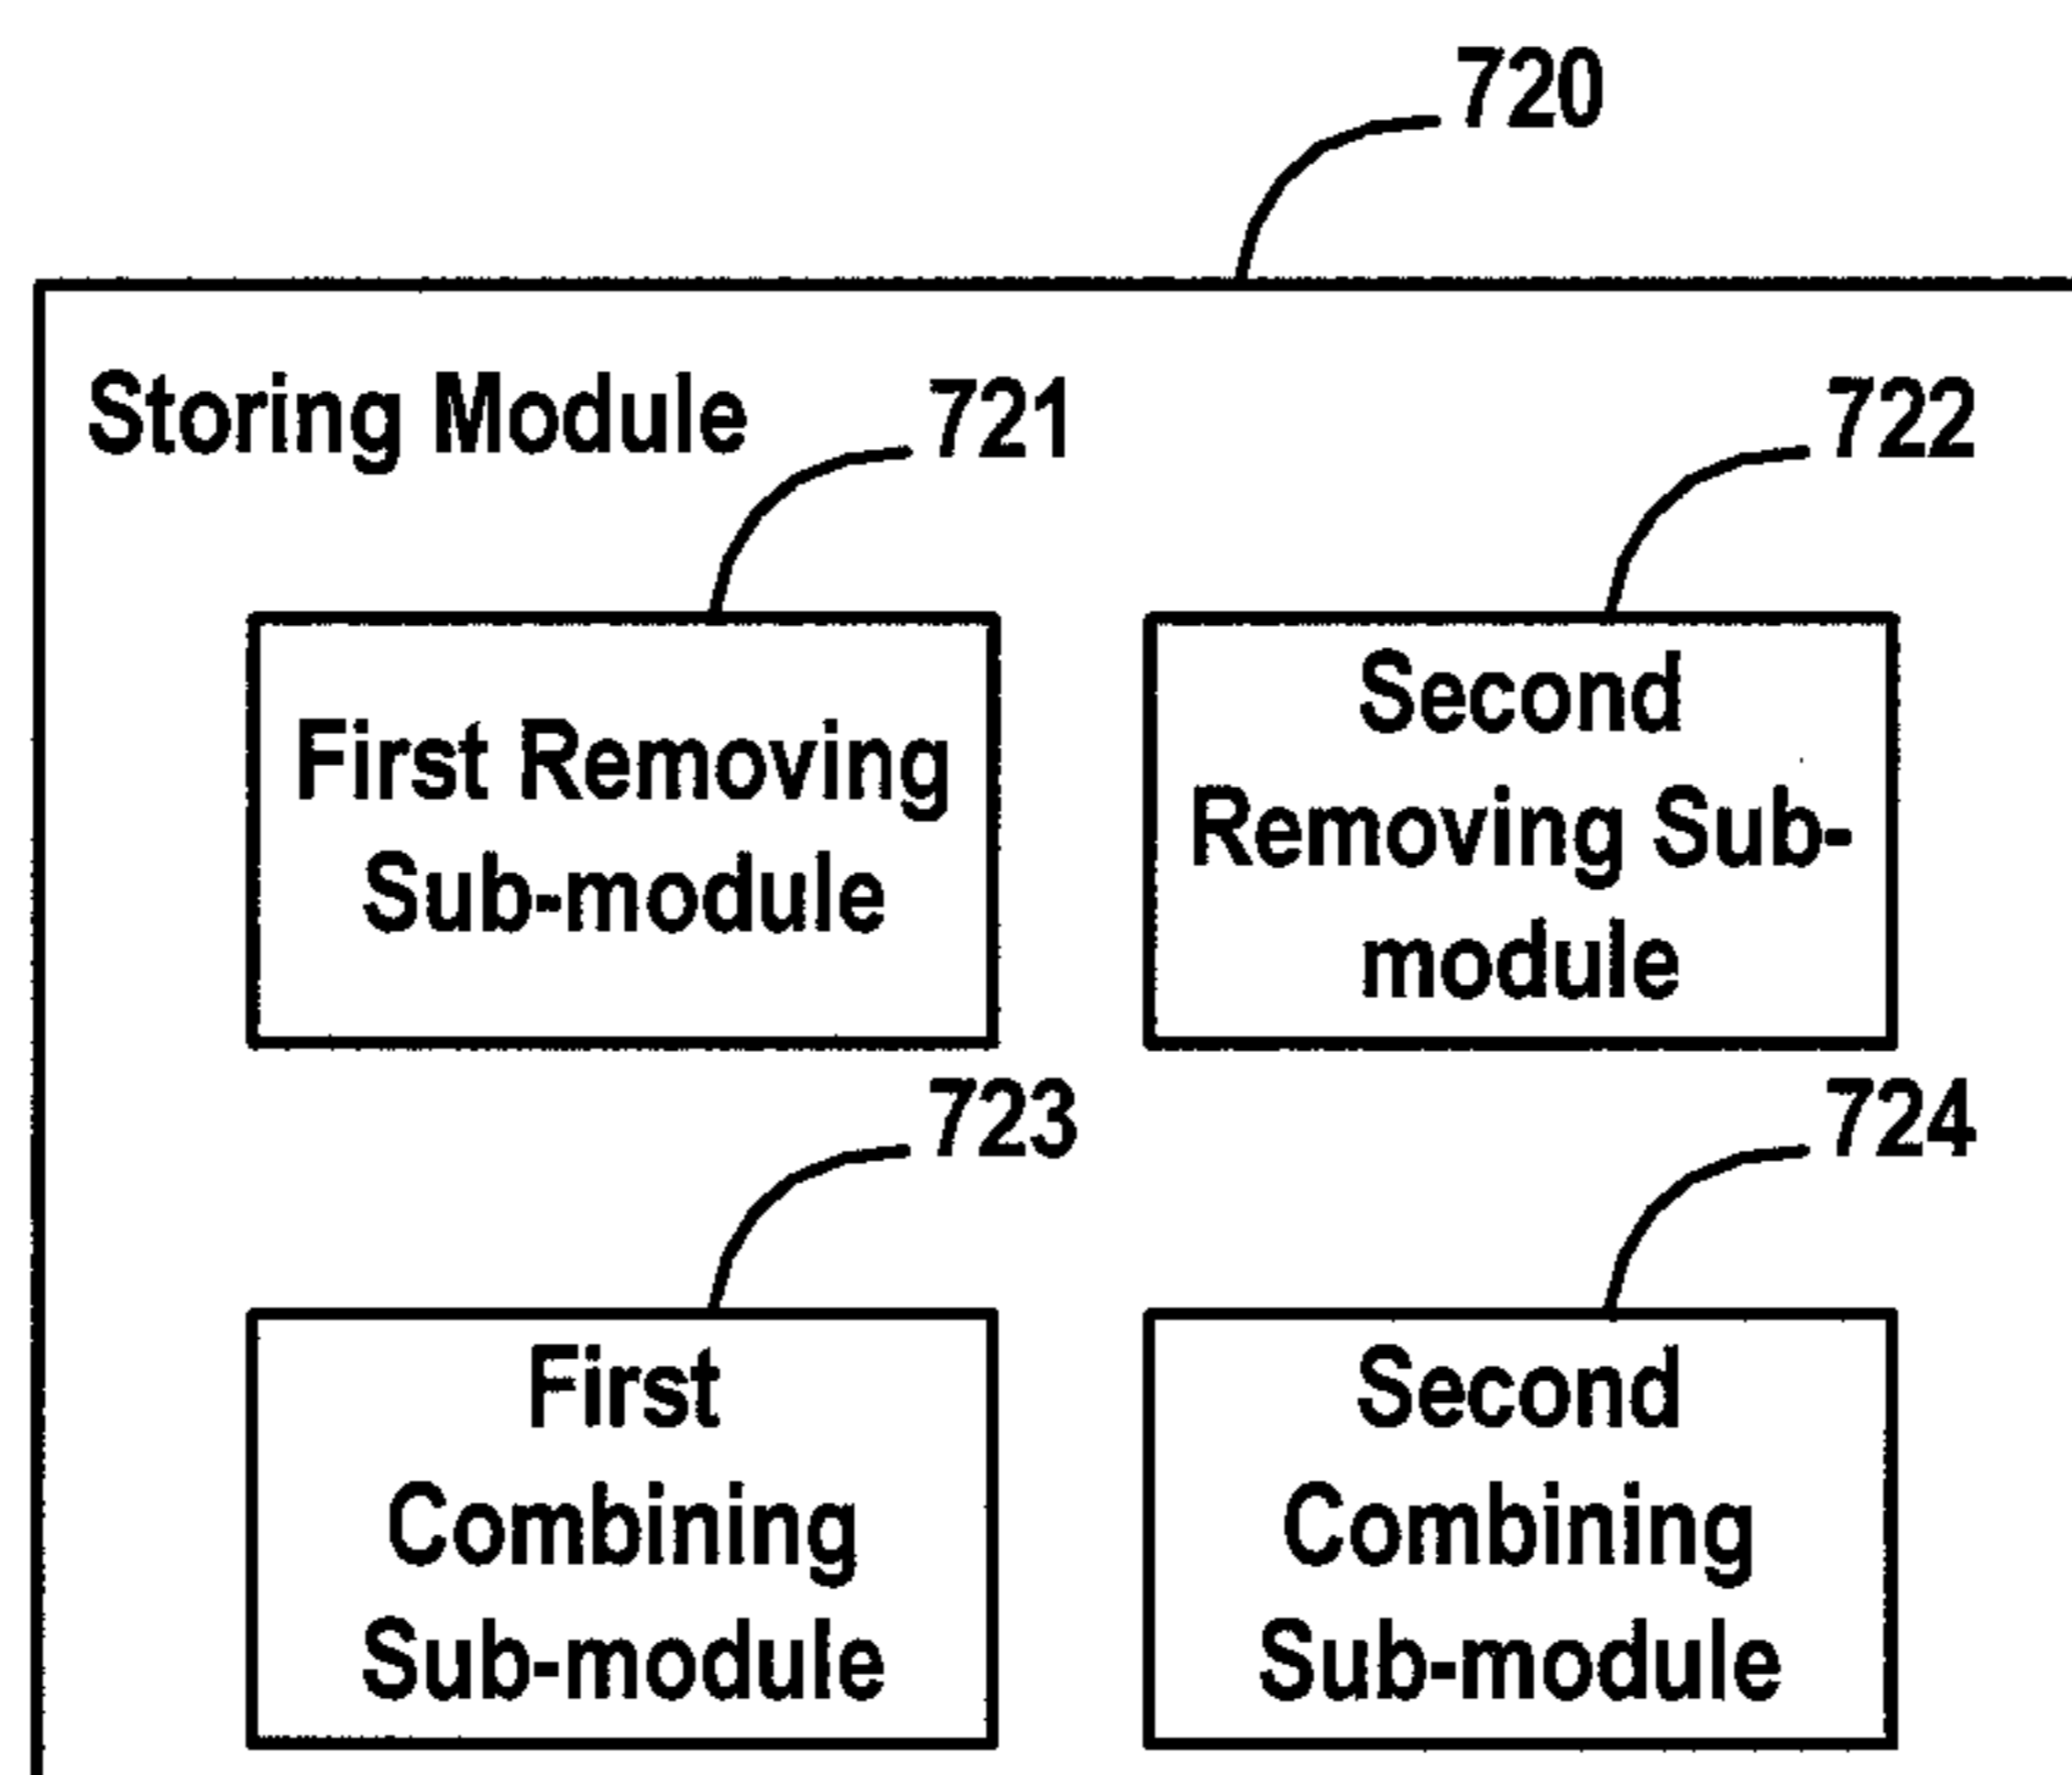 720
Storing Module
721
722
First Removing
Sub-module
Second
Removing Sub-
module
723
724
First
Combining
Sub-module
Second
Combining
Sub-module